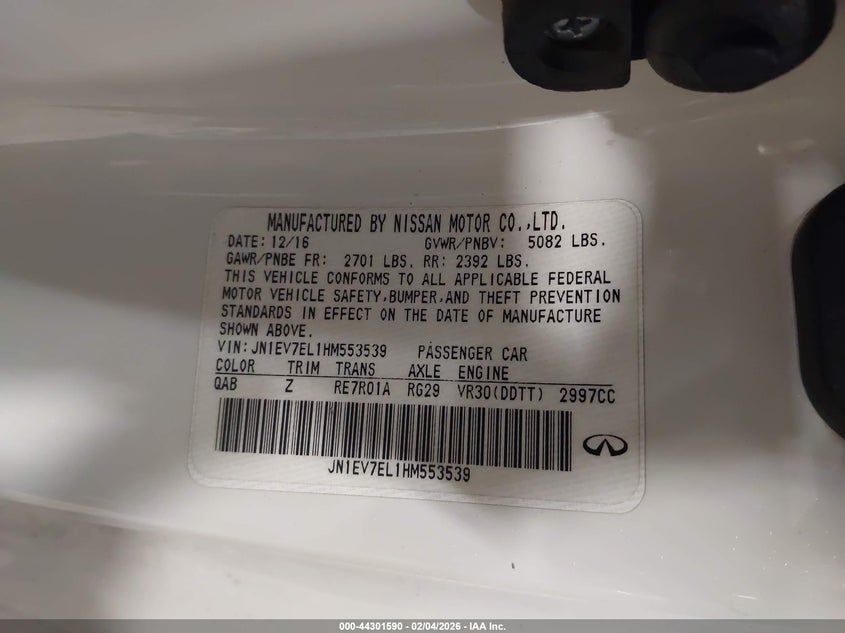 MANUFACTURED BY NISSAN MOTOR CO.,LTD.
DATE: 12/16 GVWR/PNBV: 5082 LBS.
GAWR/PNBE FR: 2701 LBS. RR: 2392 LBS.
THIS VEHICLE CONFORMS TO ALL APPLICABLE FEDERAL
MOTOR VEHICLE SAFETY,BUMPER,AND THEFT PREVENTION
STANDARDS IN EFFECT ON THE DATE OF MANUFACTURE
SHOWN ABOVE.
VIN:JN1EV7EL1HM553539 PASSENGER CAR
COLOR TRIM TRANS AXLE ENGINE
QAB Z RE7R01A RG29 VR30(DDTT) 2997CC
JN1EV7EL1HM553539
000-44301590 - 02/04/2026 - IAA Inc.